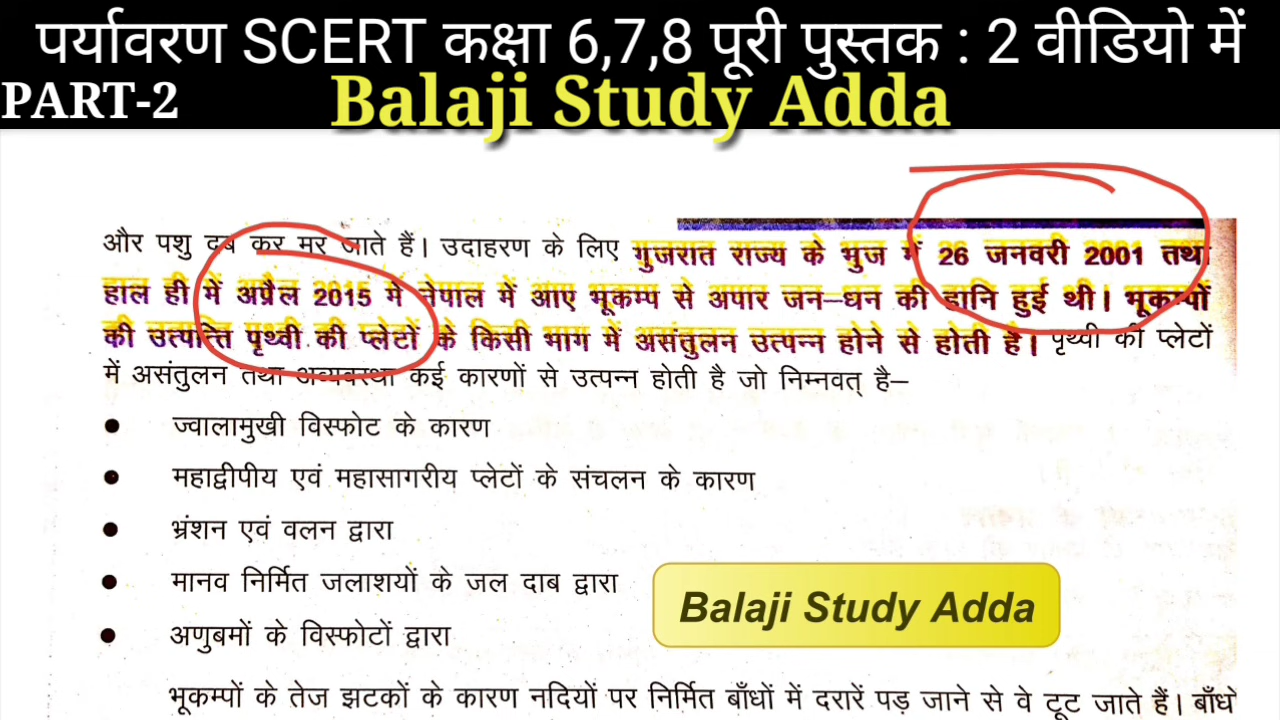 पर्यावरण SCERT कक्षा 6,7,8 पूरी पुस्तक : 2 वीडियो में
PART-2
Balaji Study Adda
और पशु दब कर मर जाते हैं। उदाहरण के लिए गुजरात राज्य के भुज में 26 जनवरी 2001 तथा
हाल ही में अप्रैल 2015 में नेपाल में आए भूकम्प से अपार जन–धन की हानि हुई थी। भूकम्पों
की उत्पत्ति पृथ्वी की प्लेटों के किसी भाग में असंतुलन उत्पन्न होने से होती है। पृथ्वी की प्लेटों
में असंतुलन तथा अव्यवस्था कई कारणों से उत्पन्न होती है जो निम्नवत् है–
● ज्वालामुखी विस्फोट के कारण
● महाद्वीपीय एवं महासागरीय प्लेटों के संचलन के कारण
● भ्रंशन एवं वलन द्वारा
● मानव निर्मित जलाशयों के जल दाब द्वारा
● अणुबमों के विस्फोटों द्वारा
Balaji Study Adda
भूकम्पों के तेज झटकों के कारण नदियों पर निर्मित बाँधों में दरारें पड़ जाने से वे टूट जाते हैं। बाँधों